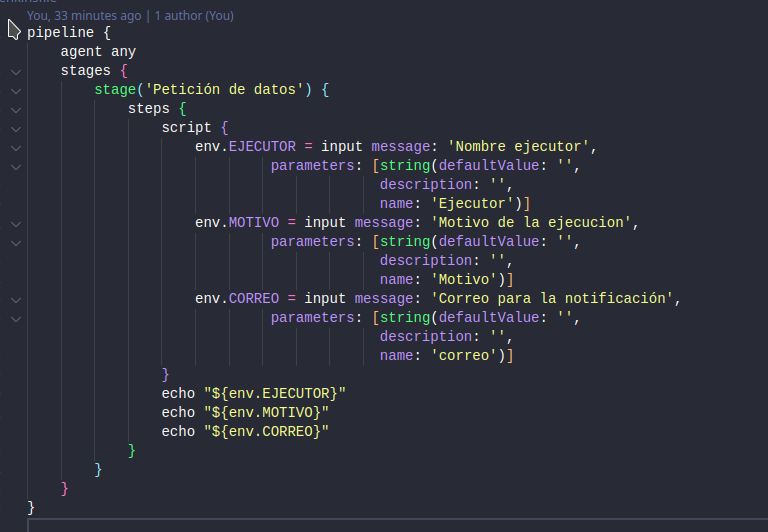 You, 33 minutes ago | 1 author (You)
pipeline {
    agent any
    stages {
        stage('Petición de datos') {
            steps {
                script {
                    env.EJECUTOR = input message: 'Nombre ejecutor',
                             parameters: [string(defaultValue: '',
                                          description: '',
                                          name: 'Ejecutor')]
                    env.MOTIVO = input message: 'Motivo de la ejecucion',
                             parameters: [string(defaultValue: '',
                                          description: '',
                                          name: 'Motivo')]
                    env.CORREO = input message: 'Correo para la notificación',
                             parameters: [string(defaultValue: '',
                                          description: '',
                                          name: 'correo')]
                }
                echo "${env.EJECUTOR}"
                echo "${env.MOTIVO}"
                echo "${env.CORREO}"
            }
        }
    }
}